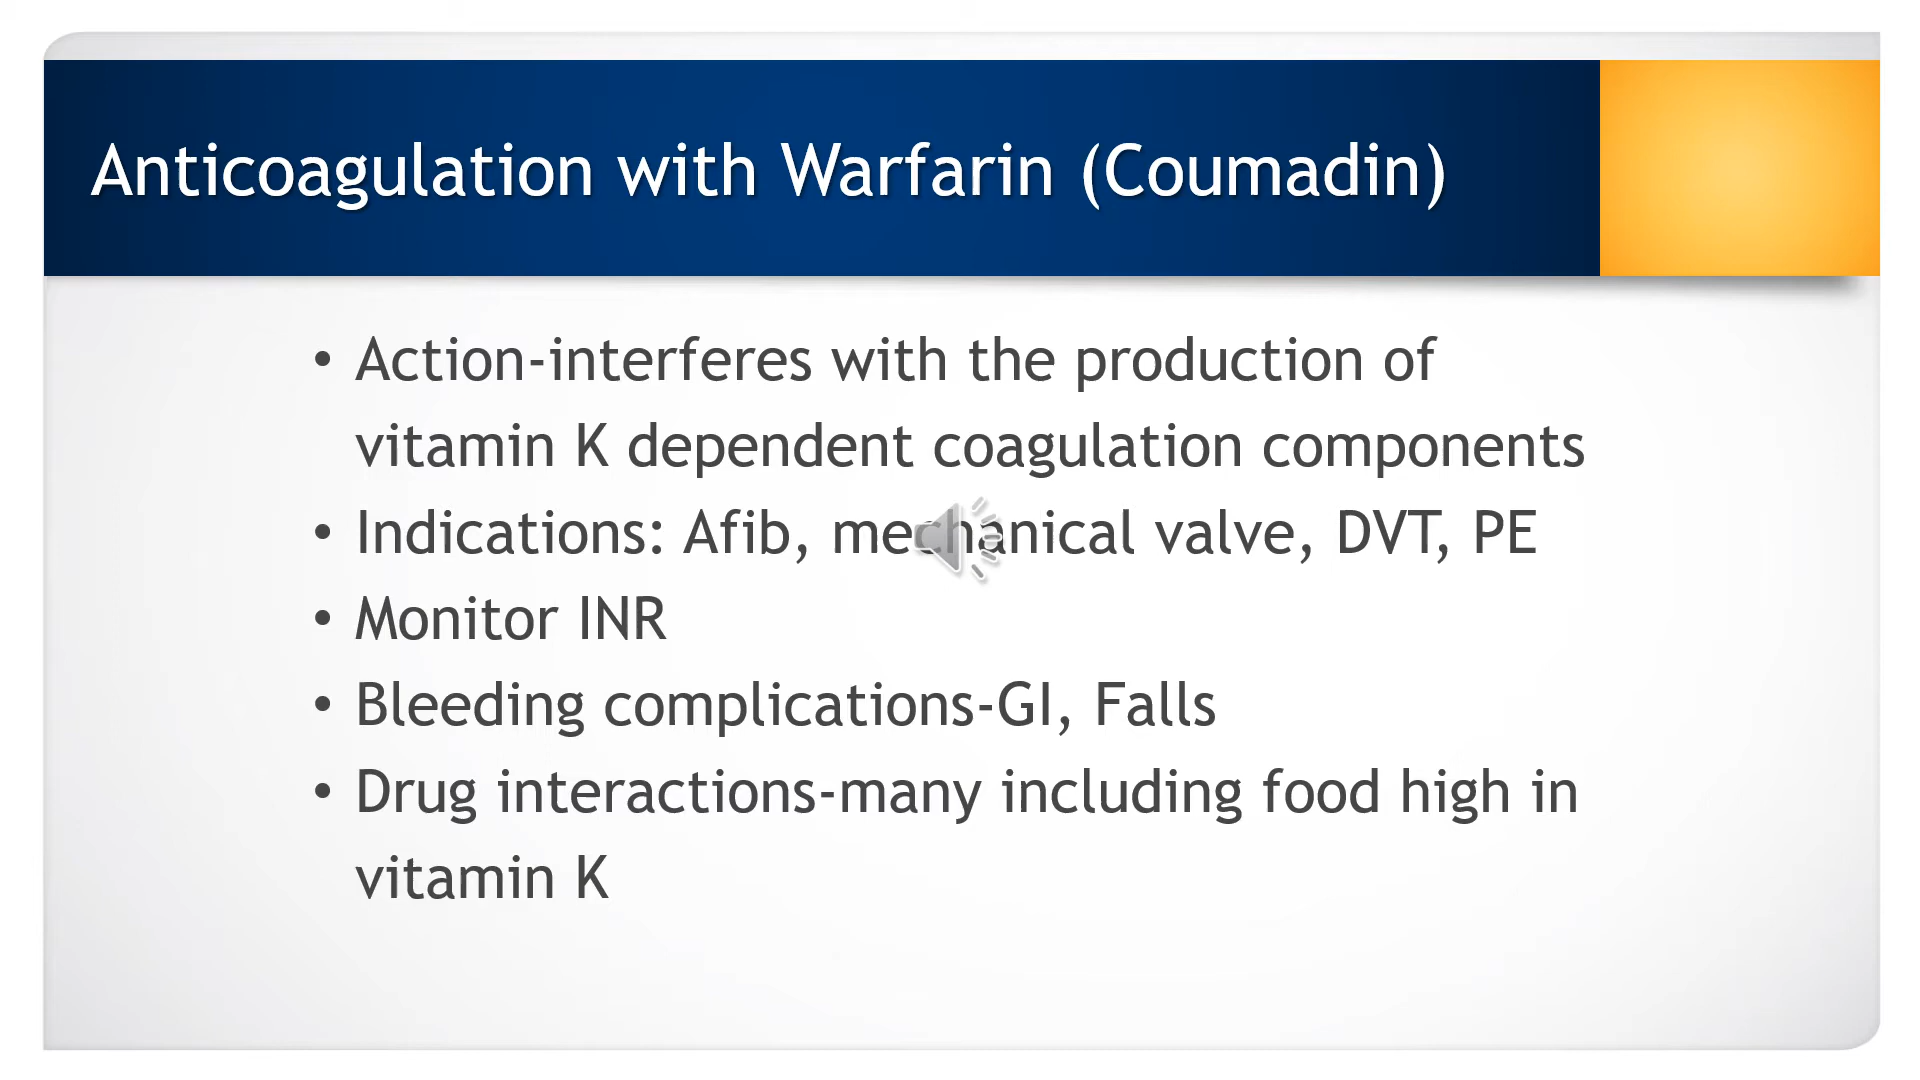 Anticoagulation with Warfarin (Coumadin)
• Action-interferes with the production of
vitamin K dependent coagulation components
• Indications: Afib, mechanical valve, DVT, PE
• Monitor INR
• Bleeding complications-GI, Falls
• Drug interactions-many including food high in
vitamin K